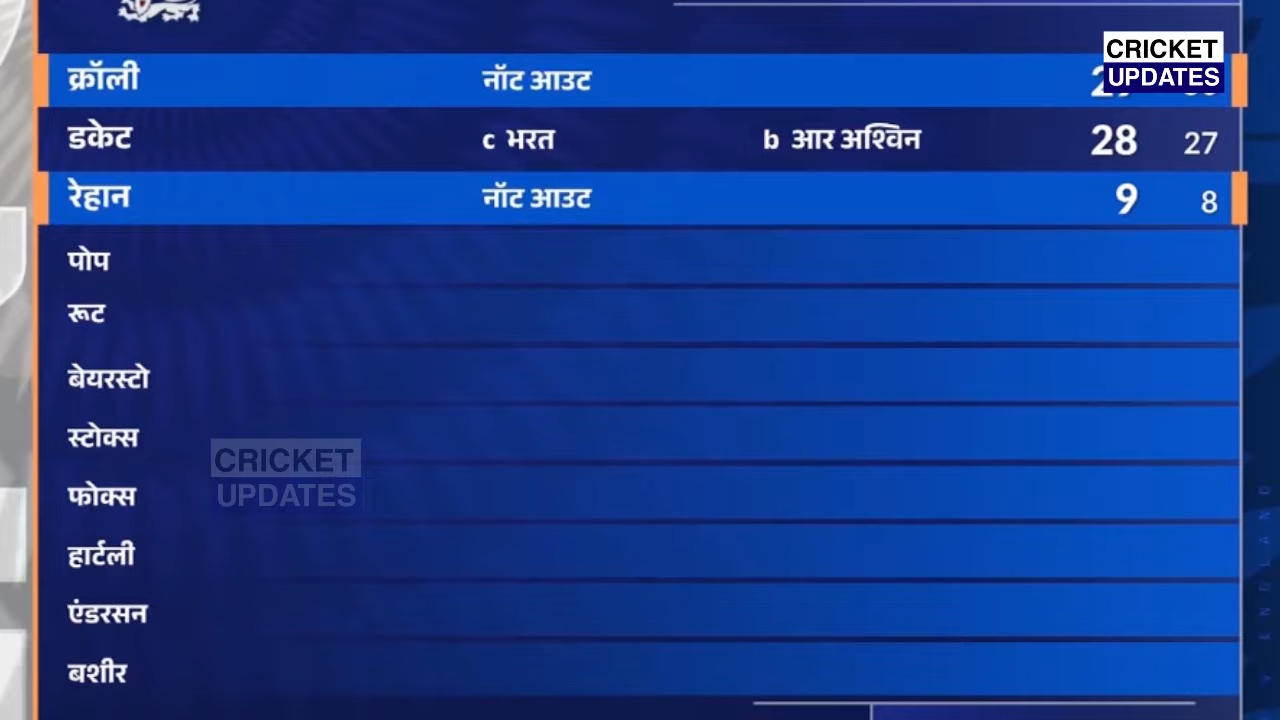 CRICKET
UPDATES
क्रॉली नॉट आउट
डकेट c भरत b आर अश्विन 28 27
रेहान नॉट आउट 9 8
पोप
रूट
बेयरस्टो
स्टोक्स
CRICKET
UPDATES
फोक्स
हार्टली
एंडरसन
बशीर